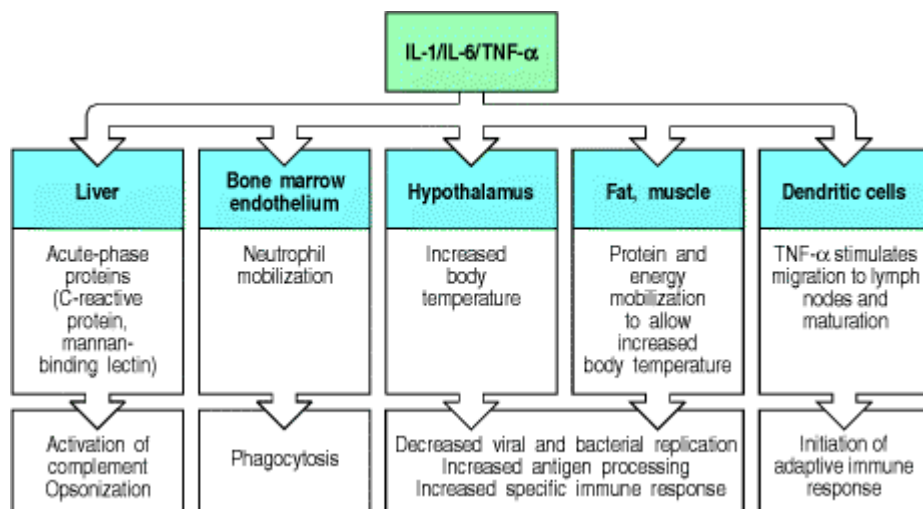 IL-1/IL-6/TNF-α
Liver
Bone marrow
endothelium
Hypothalamus
Fat, muscle
Dendritic cells
Acute-phase
proteins
(C-reactive
protein,
mannan-
binding lectin)
Neutrophil
mobilization
Increased
body
temperature
Protein and
energy
mobilization
to allow
increased
body temperature
TNF-α stimulates
migration to lymph
nodes and
maturation
Activation of
complement
Opsonization
Phagocytosis
Decreased viral and bacterial replication
Increased antigen processing
Increased specific immune response
Initiation of
adaptive immune
response